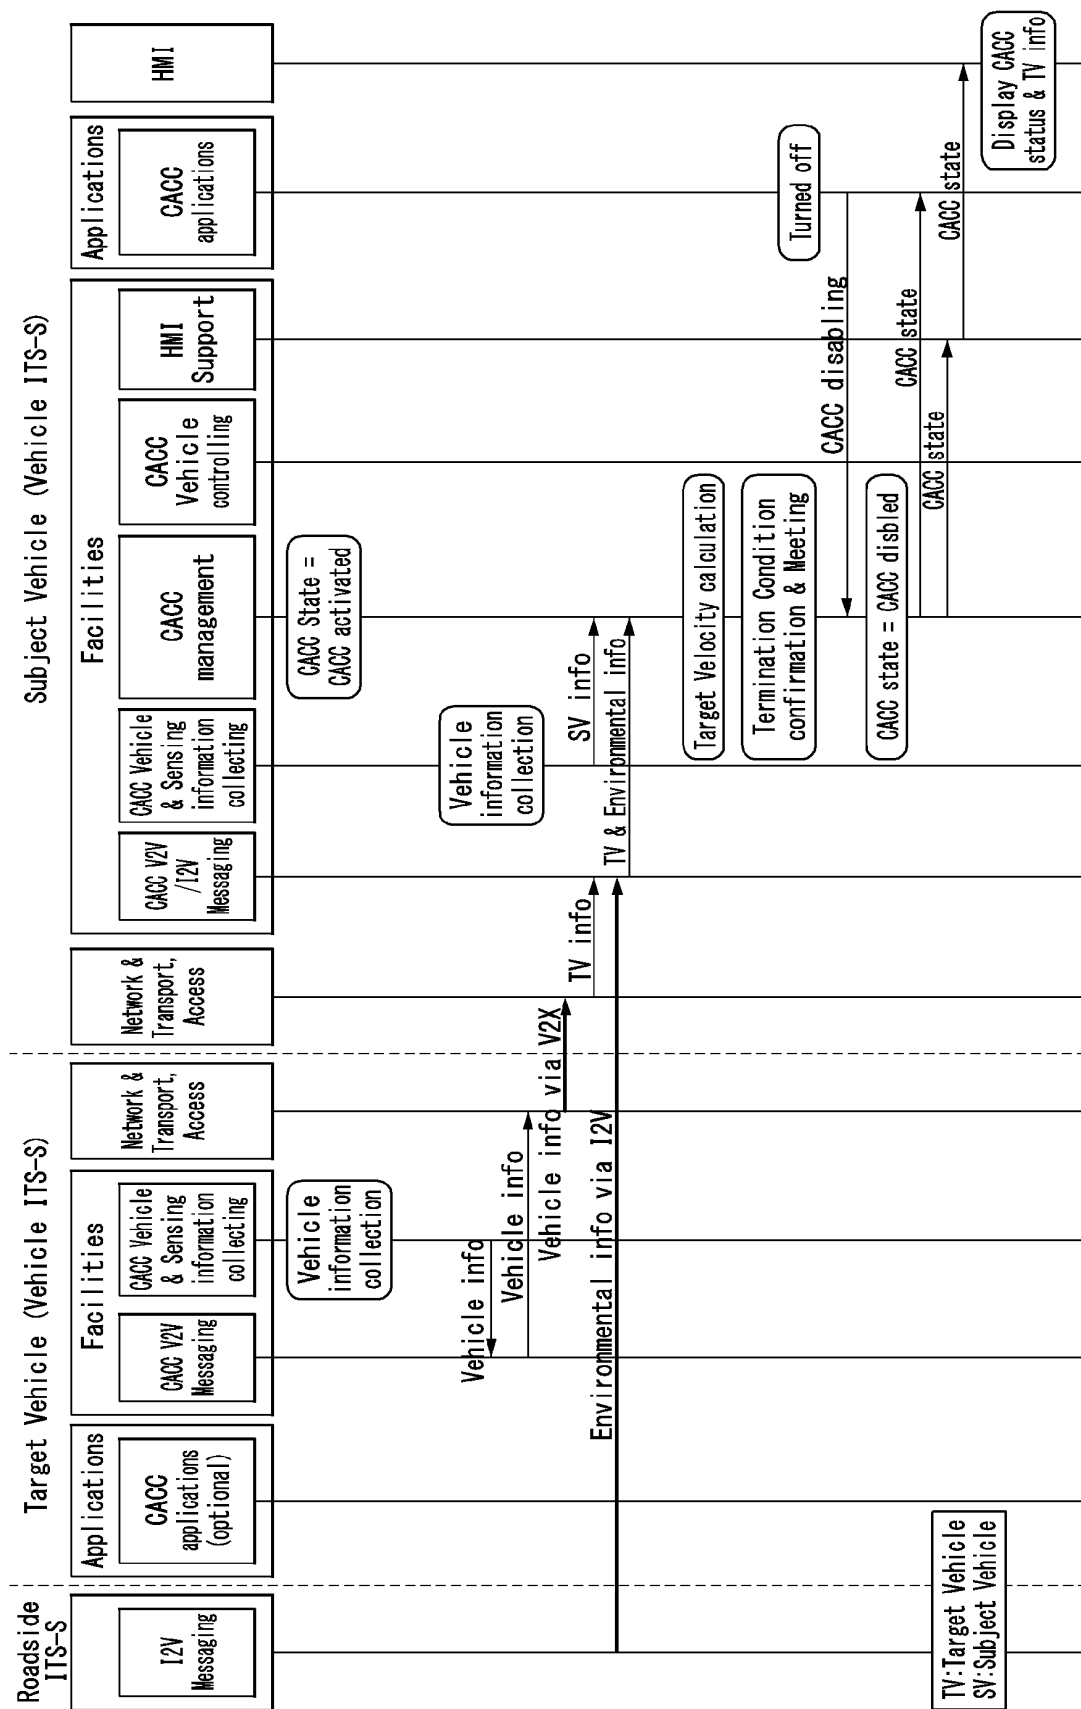 Roadside
ITS-S
Target Vehicle (Vehicle ITS-S)
Subject Vehicle (Vehicle ITS-S)
I2V
Messaging
Applications
CACC
applications
(optional)
Facilities
CACC V2V
Messaging
CACC Vehicle
& Sensing
information
collecting
Network &
Transport,
Access
Network &
Transport,
Access
Facilities
CACC V2V
/I2V
Messaging
CACC Vehicle
& Sensing
information
collecting
CACC
management
CACC
Vehicle
controlling
HMI
Support
Applications
CACC
applications
HMI
Vehicle
information
collection
CACC State =
CACC activated
Vehicle
information
collection
Vehicle info
Vehicle info
Vehicle info via V2X
TV info
SV info
Environmental info via I2V
TV & Environmental info
Target Velocity calculation
Termination Condition
confirmation & Meeting
Turned off
CACC disabling
CACC state = CACC disbled
CACC state
CACC state
CACC state
Display CACC
status & TV info
TV:Target Vehicle
SV:Subject Vehicle